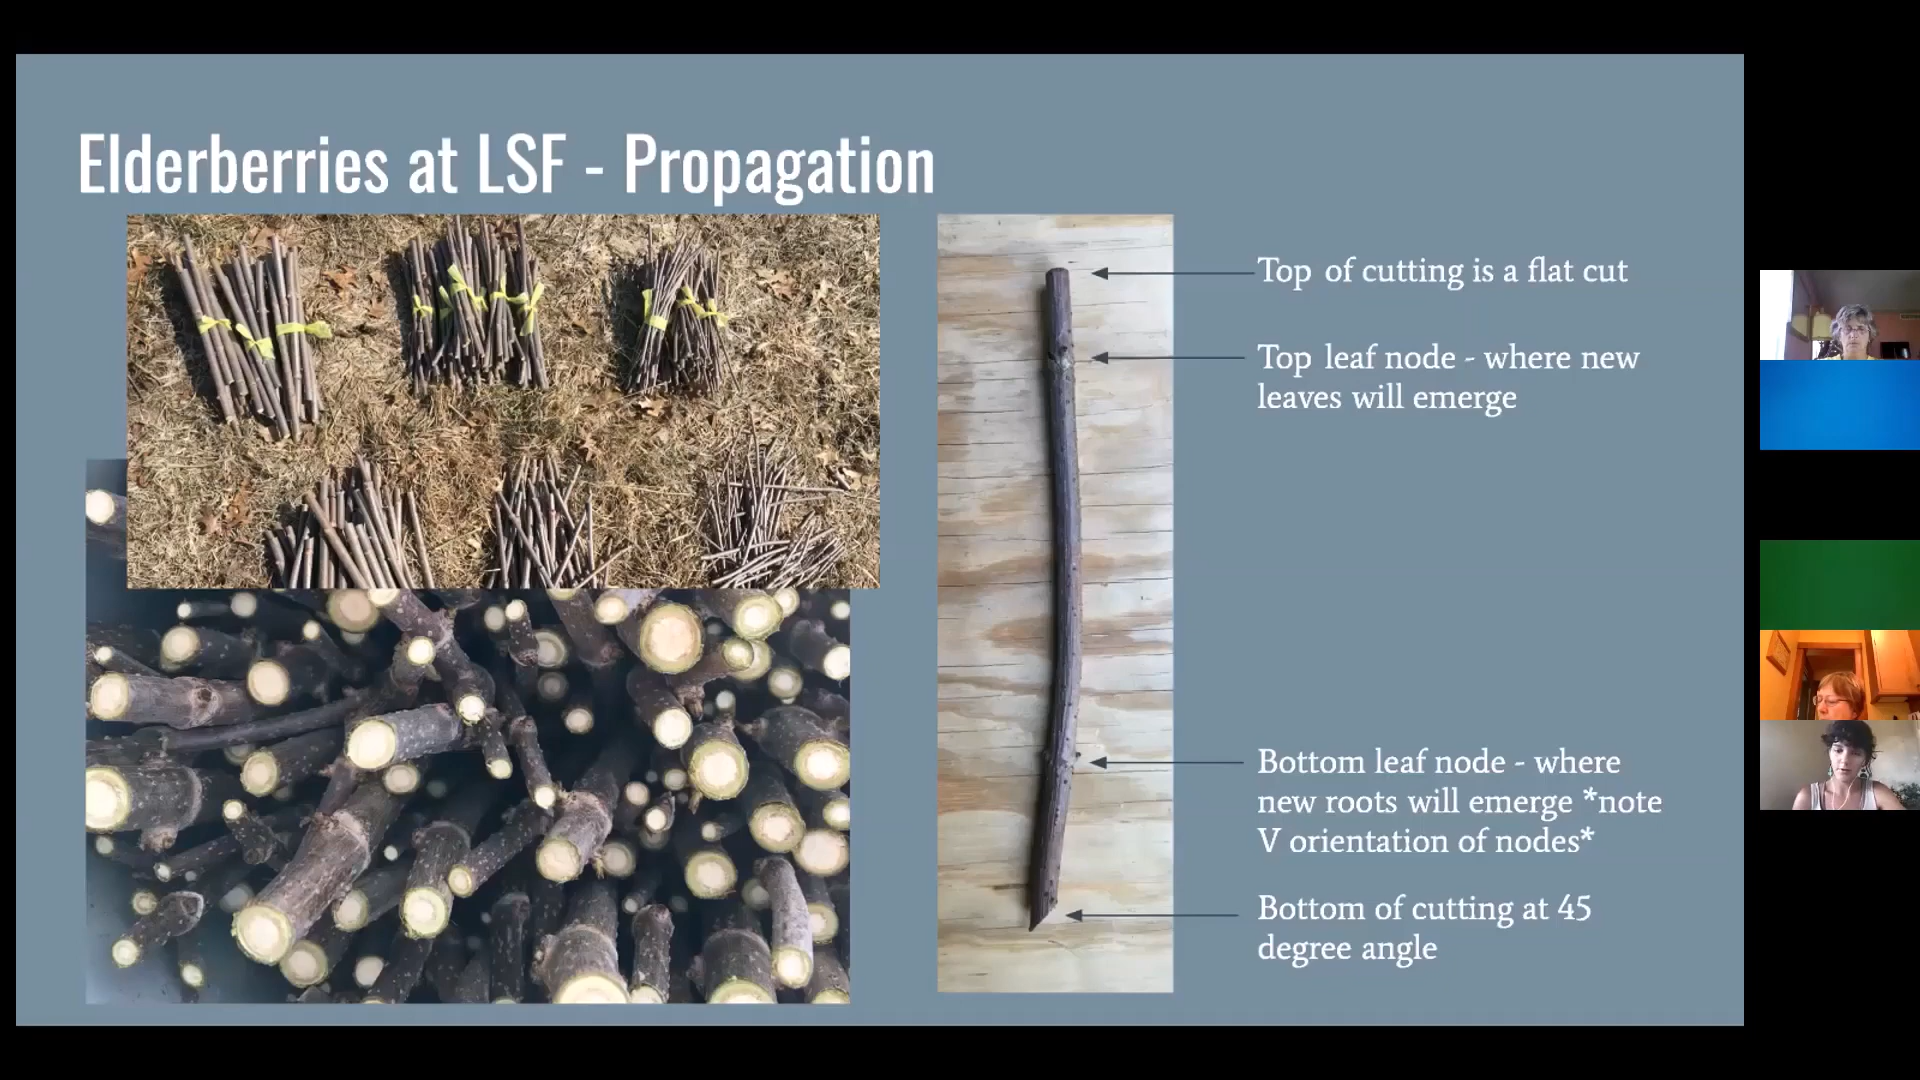 Elderberries at LSF - Propagation
Top of cutting is a flat cut
Top leaf node - where new
leaves will emerge
Bottom leaf node - where
new roots will emerge *note
V orientation of nodes*
Bottom of cutting at 45
degree angle